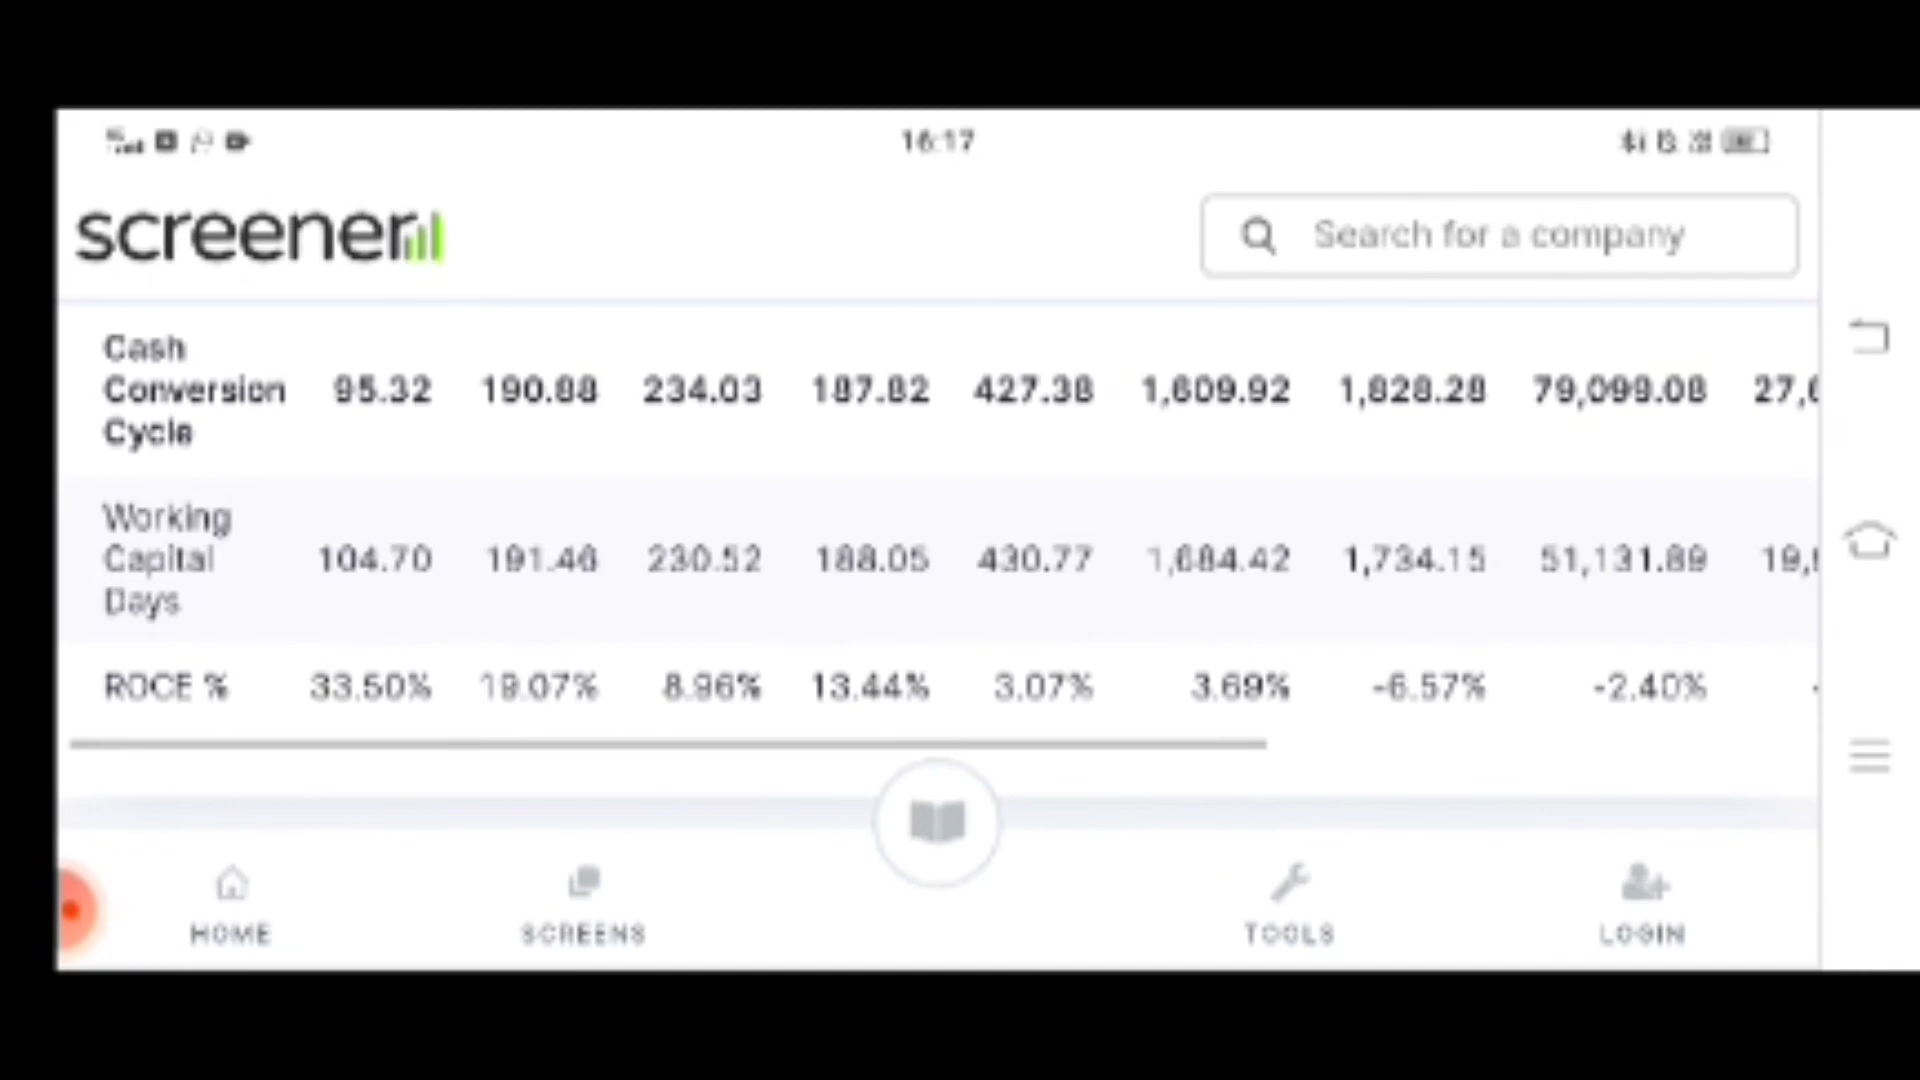 16:17
screener
Search for a company
Cash
Conversion 95.32 190.88 234.03 187.82 427.38 1,609.92 1,828.28 79,099.08
Cycle
Working
Capital 104.70 191.46 230.52 188.05 430.77 1,684.42 1,734.15 51,131.89
Days
ROCE % 33.50% 19.07% 8.96% 13.44% 3.07% 3.69% -6.57% -2.40%
HOME SCREENS TOOLS LOGIN